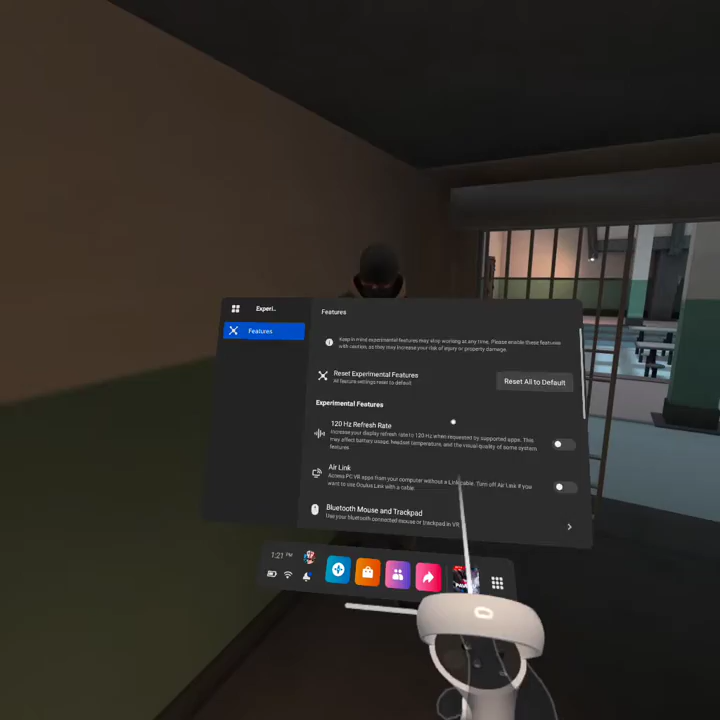 Experi..
Features
Features
Keep in mind experimental features may stop working at any time. Please enable these features
with caution, as they may increase your risk of injury or property damage.
Reset Experimental Features
All feature settings reset to default.
Reset All to Default
Experimental Features
120 Hz Refresh Rate
Increase your display refresh rate to 120 Hz when requested by supported apps. This
may affect battery usage, headset temperature, and the visual quality of some system
features.
Air Link
Access PC VR apps from your computer without a Link cable. Turn off Air Link if you
want to use Oculus Link with a cable.
Bluetooth Mouse and Trackpad
Use your bluetooth connected mouse or trackpad in VR
1:21 PM